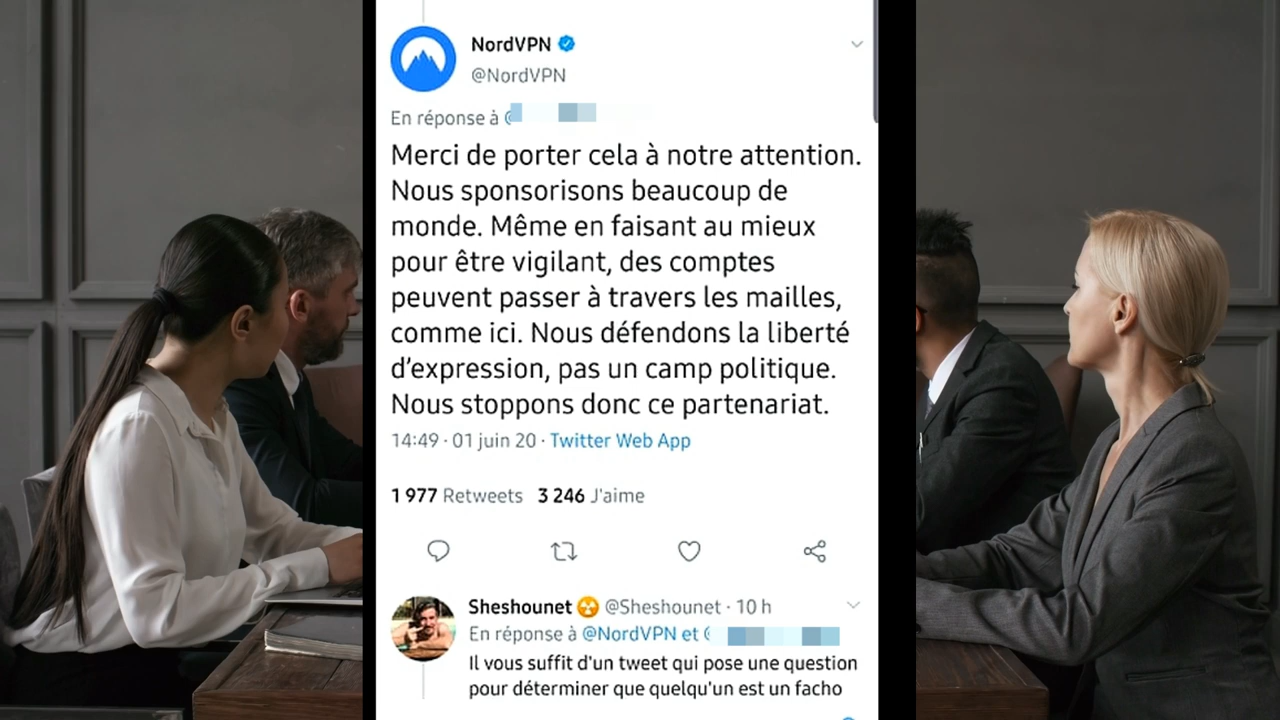 NordVPN
@NordVPN
En réponse à
Merci de porter cela à notre attention.
Nous sponsorisons beaucoup de
monde. Même en faisant au mieux
pour être vigilant, des comptes
peuvent passer à travers les mailles,
comme ici. Nous défendons la liberté
d’expression, pas un camp politique.
Nous stoppons donc ce partenariat.
14:49 · 01 juin 20 · Twitter Web App
1 977 Retweets 3 246 J'aime
Sheshounet ☢️ @Sheshounet · 10 h
En réponse à @NordVPN et
Il vous suffit d'un tweet qui pose une question
pour déterminer que quelqu'un est un facho